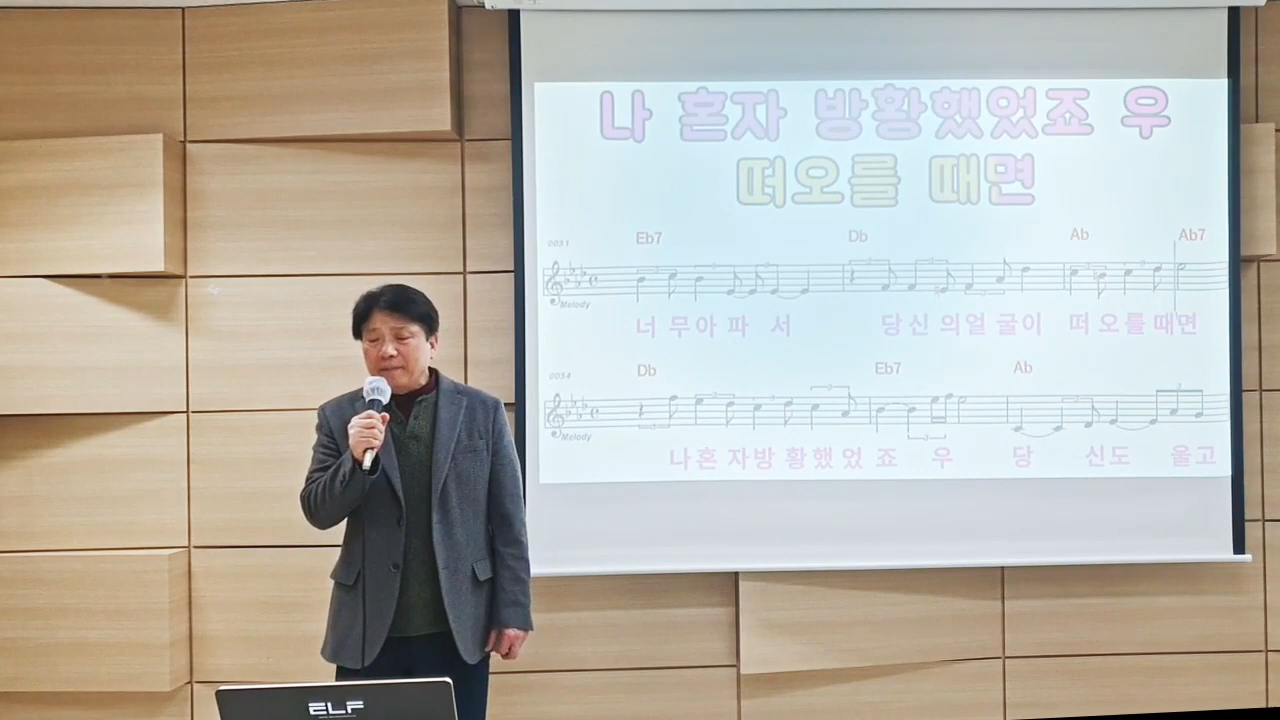 나 혼자 방황했었죠 우
떠오를 때면
0051
Eb7 Db Ab Ab7
Melody
너 무아 파 서 당신 의얼 굴이 떠 오를 때면
0054
Db Eb7 Ab
Melody
나혼 자방 황했 었 죠 우 당 신도 울고
ELF